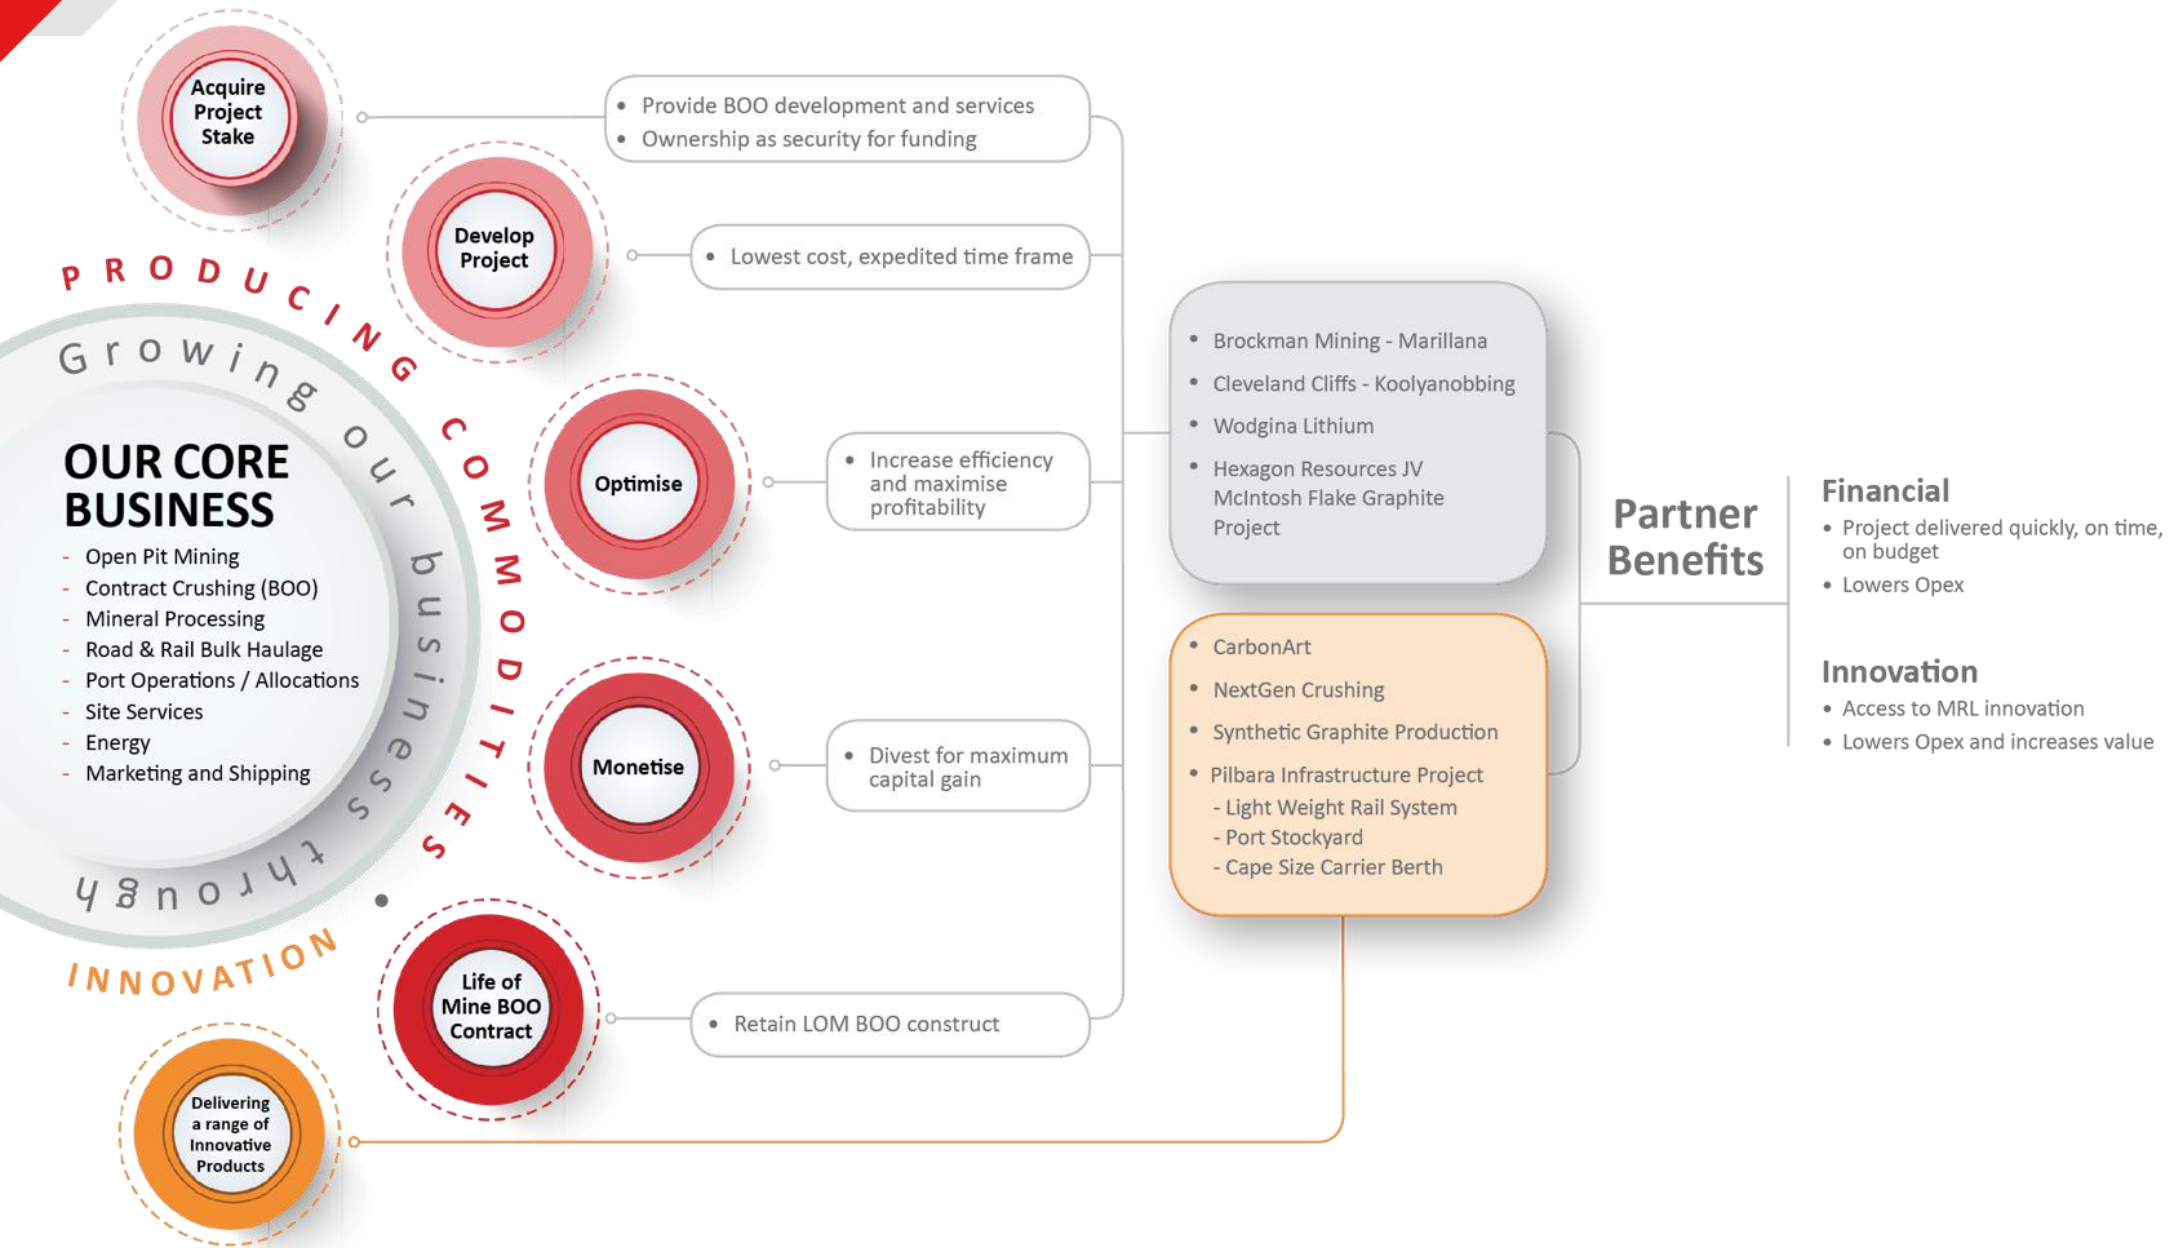 Acquire
Project
Stake
• Provide BOO development and services
• Ownership as security for funding
Develop
Project
• Lowest cost, expedited time frame
PRODUCING COMMODITIES •
Growing our business through
INNOVATION
OUR CORE
BUSINESS
- Open Pit Mining
- Contract Crushing (BOO)
- Mineral Processing
- Road & Rail Bulk Haulage
- Port Operations / Allocations
- Site Services
- Energy
- Marketing and Shipping
Optimise
• Increase efficiency
and maximise
profitability
Monetise
• Divest for maximum
capital gain
Life of
Mine BOO
Contract
• Retain LOM BOO construct
Delivering
a range of
Innovative
Products
• Brockman Mining - Marillana
• Cleveland Cliffs - Koolyanobbing
• Wodgina Lithium
• Hexagon Resources JV
McIntosh Flake Graphite
Project
• CarbonArt
• NextGen Crushing
• Synthetic Graphite Production
• Pilbara Infrastructure Project
- Light Weight Rail System
- Port Stockyard
- Cape Size Carrier Berth
Partner
Benefits
Financial
• Project delivered quickly, on time,
on budget
• Lowers Opex
Innovation
• Access to MRL innovation
• Lowers Opex and increases value